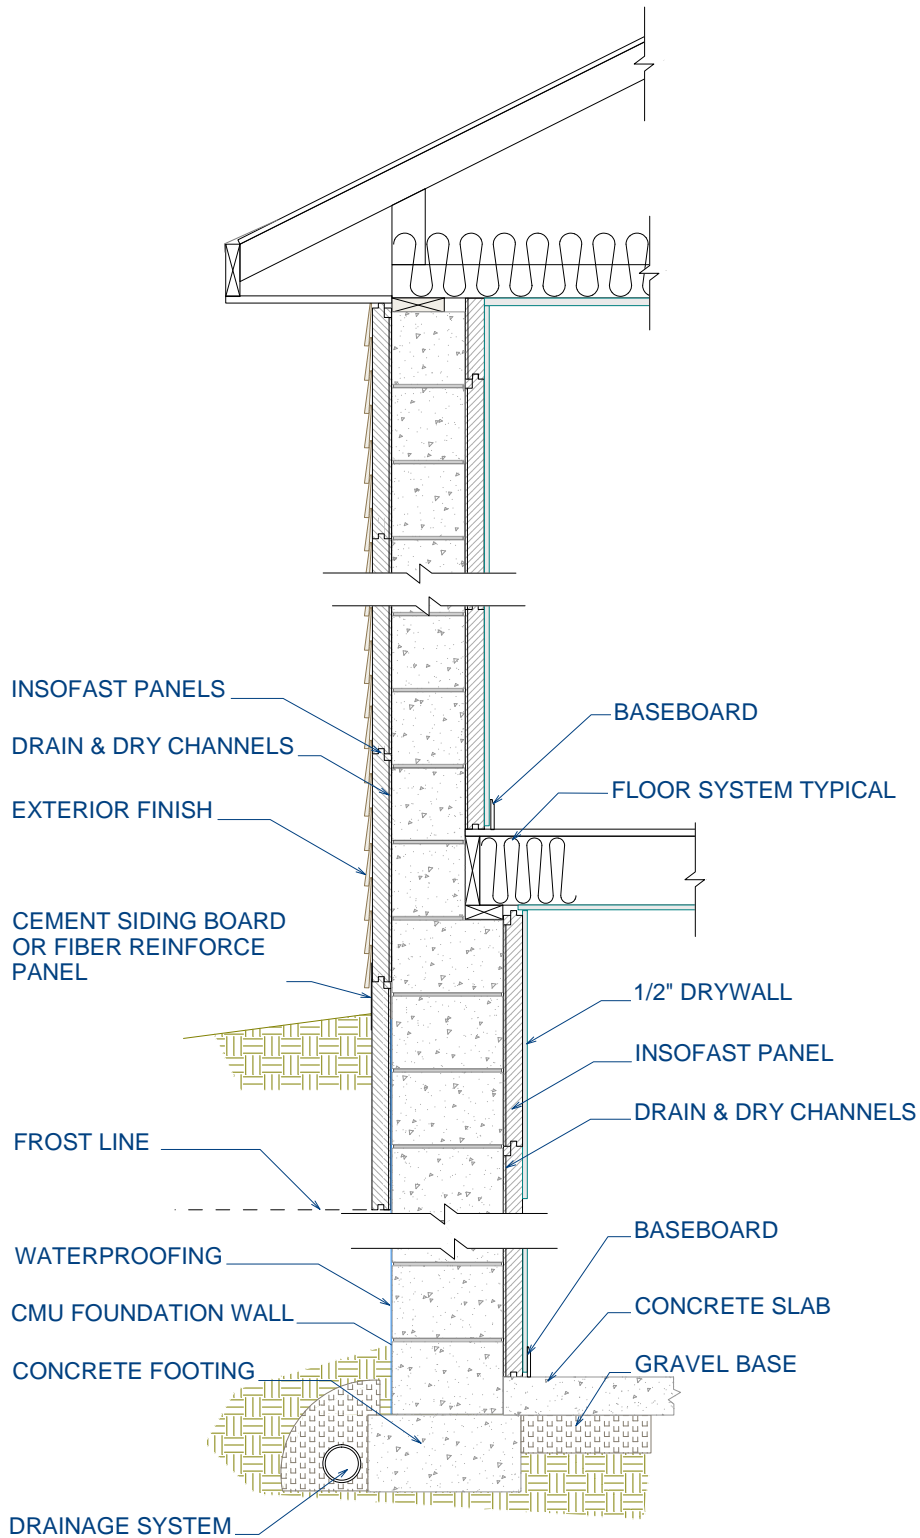 INSOFAST PANELS
DRAIN & DRY CHANNELS
EXTERIOR FINISH
CEMENT SIDING BOARD
OR FIBER REINFORCE
PANEL
FROST LINE
WATERPROOFING
CMU FOUNDATION WALL
CONCRETE FOOTING
DRAINAGE SYSTEM
BASEBOARD
FLOOR SYSTEM TYPICAL
1/2" DRYWALL
INSOFAST PANEL
DRAIN & DRY CHANNELS
BASEBOARD
CONCRETE SLAB
GRAVEL BASE